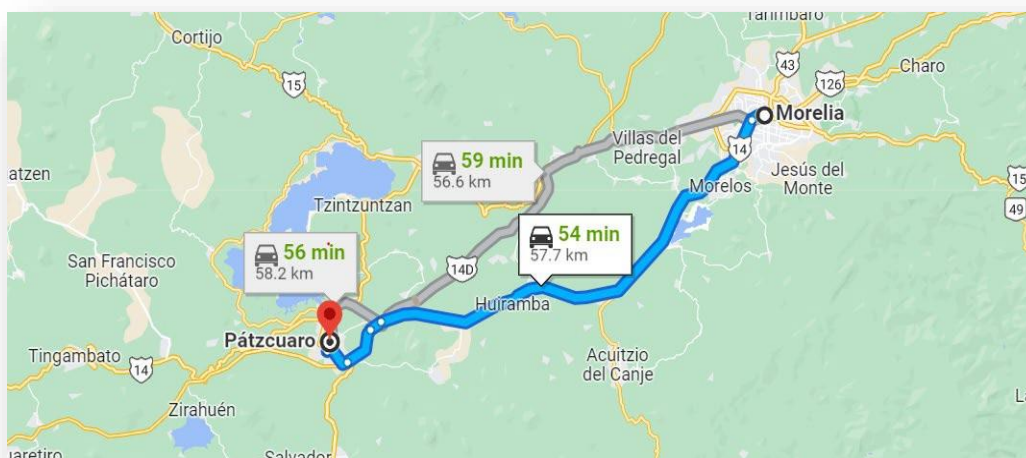 Tarímbaro
Cortijo
43
15
126
Charo
Morelia
Villas del
Pedregal
14
59 min
56.6 km
Jesús del
Monte
Morelos
15
49
Tzintzuntzan
54 min
57.7 km
56 min
58.2 km
14D
San Francisco
Pichátaro
Huiramba
Pátzcuaro
Tingambato
14
Acuitzio
del Canje
Zirahuén
Salvador